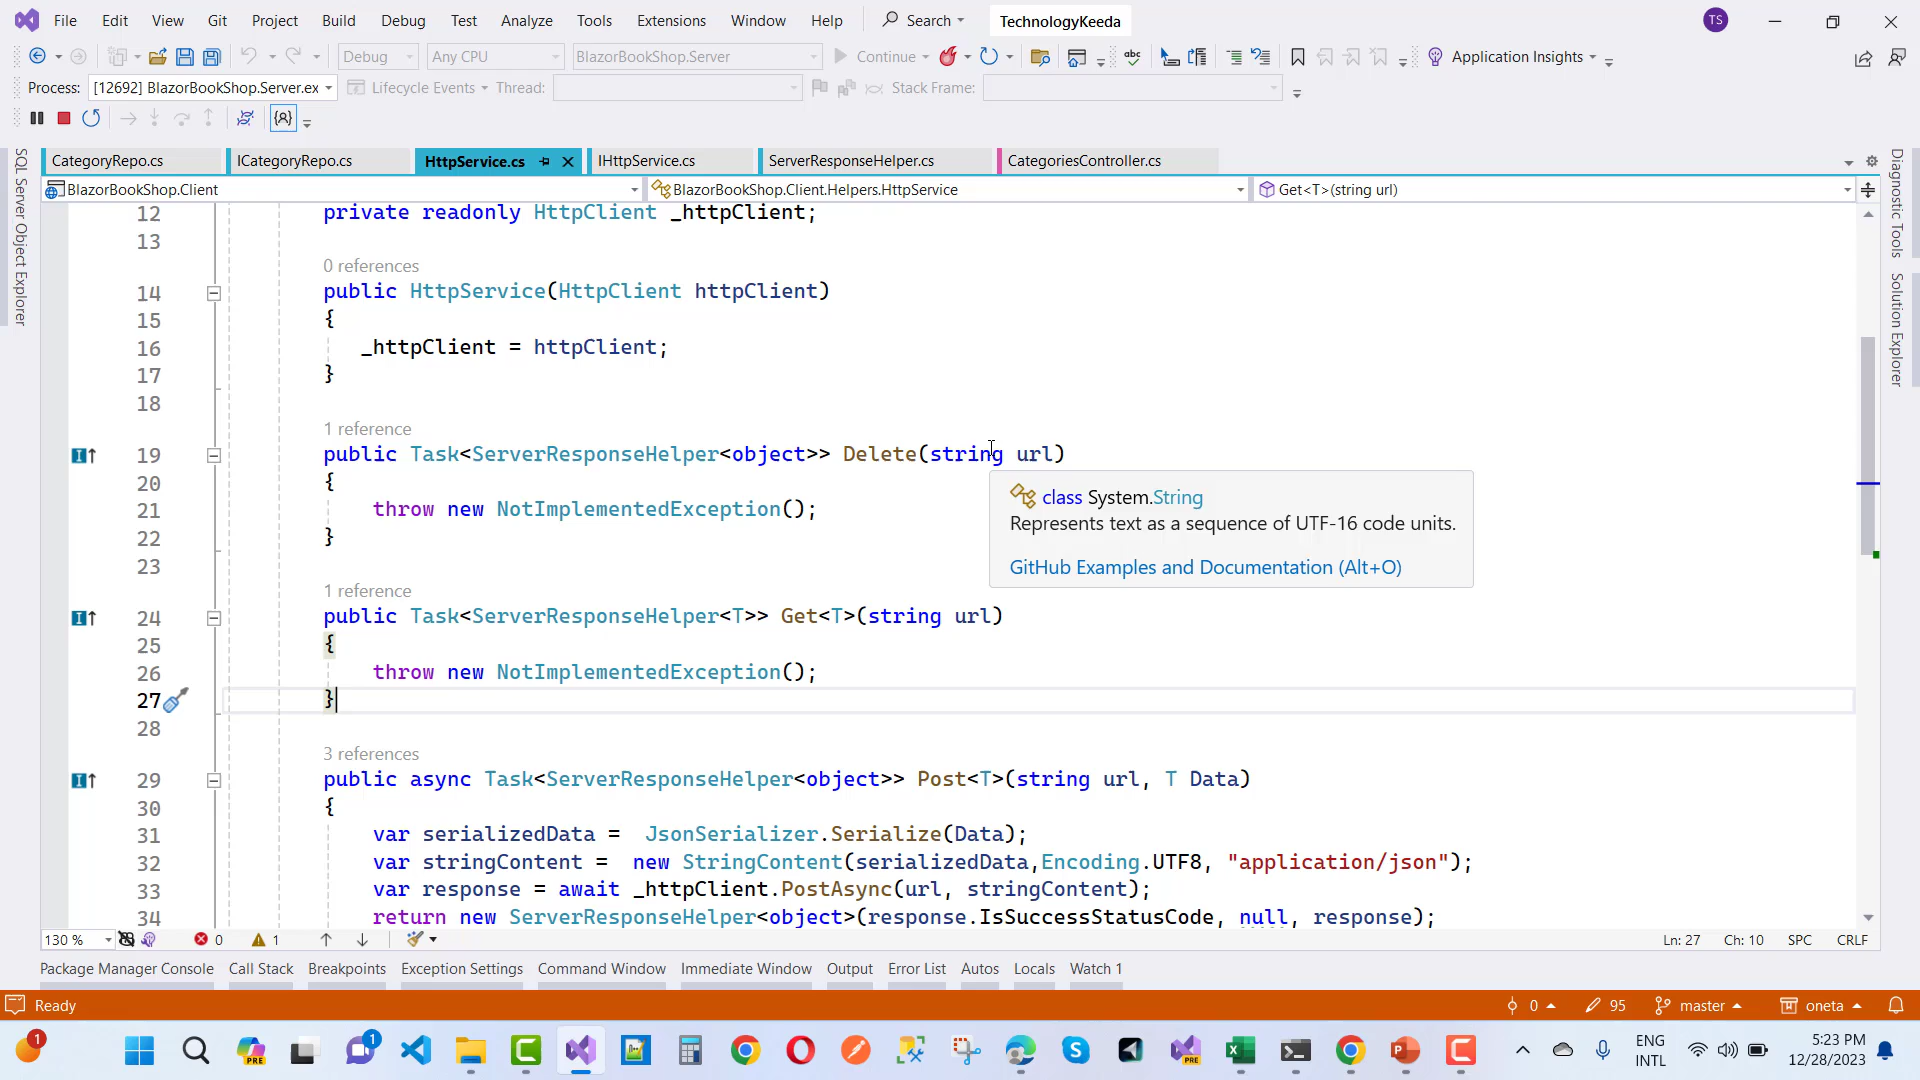 File Edit View Git Project Build Debug Test Analyze Tools Extensions Window Help Search TechnologyKeeda TS
Debug Any CPU BlazorBookShop.Server Continue abc Application Insights
Process: [12692] BlazorBookShop.Server.ex Lifecycle Events Thread: Stack Frame:
CategoryRepo.cs ICategoryRepo.cs HttpService.cs IHttpService.cs ServerResponseHelper.cs CategoriesController.cs
BlazorBookShop.Client BlazorBookShop.Client.Helpers.HttpService Get<T>(string url)
SQL Server Object Explorer
Diagnostic Tools
Solution Explorer
12 private readonly HttpClient _httpClient;
13
0 references
14 public HttpService(HttpClient httpClient)
15 {
16 _httpClient = httpClient;
17 }
18
1 reference
19 public Task<ServerResponseHelper<object>> Delete(string url)
20 {
21 throw new NotImplementedException();
} 
23
class System.String
Represents text as a sequence of UTF-16 code units.
GitHub Examples and Documentation (Alt+O)
1 reference
24 public Task<ServerResponseHelper<T>> Get<T>(string url)
25 {
26 throw new NotImplementedException();
27 }
28
3 references
29 public async Task<ServerResponseHelper<object>> Post<T>(string url, T Data)
30 {
31 var serializedData = JsonSerializer.Serialize(Data);
32 var stringContent = new StringContent(serializedData,Encoding.UTF8, "application/json");
33 var response = await _httpClient.PostAsync(url, stringContent);
34 return new ServerResponseHelper<object>(response.IsSuccessStatusCode, null, response);
130 % 0 1 Ln: 27 Ch: 10 SPC CRLF
Package Manager Console Call Stack Breakpoints Exception Settings Command Window Immediate Window Output Error List Autos Locals Watch 1
Ready 0 95 master oneta
1 PRE 1 PRE ENG INTL 5:23 PM 12/28/2023